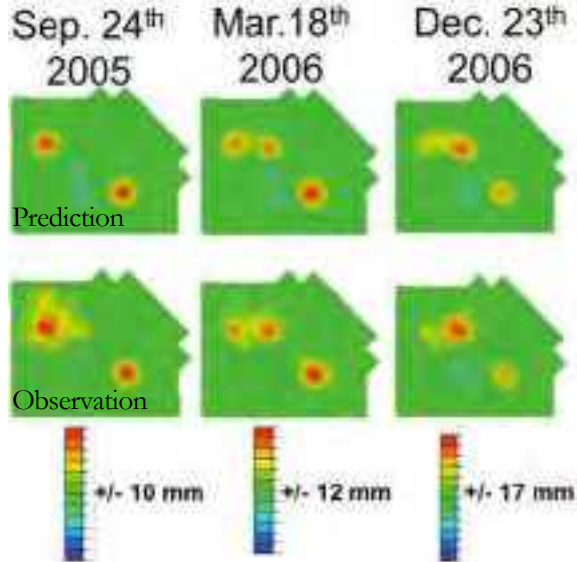 Sep. 24th Mar.18th Dec. 23th
2005 2006 2006
Prediction
Observation
+/- 10 mm +/- 12 mm +/- 17 mm